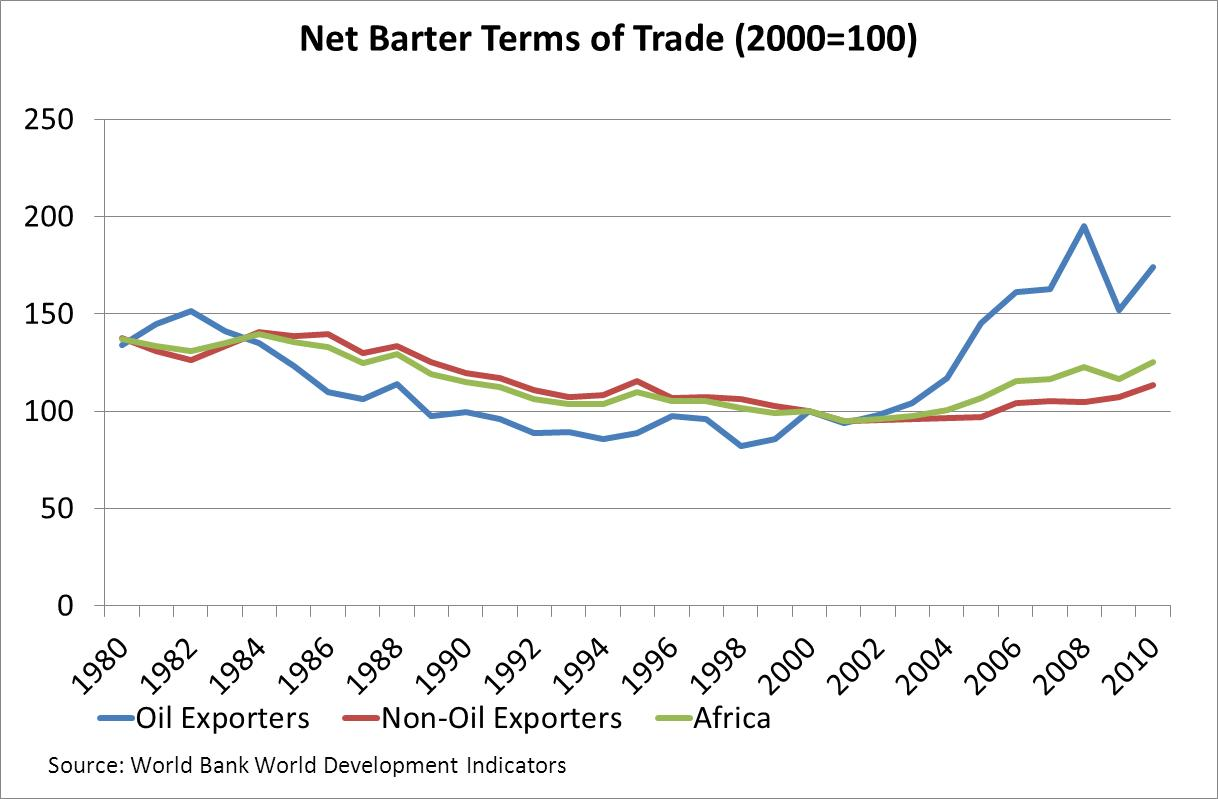 Net Barter Terms of Trade (2000=100)
250
200
150
100
50
0
1980 1982 1984 1986 1988 1990 1992 1994 1996 1998 2000 2002 2004 2006 2008 2010
Oil Exporters Non-Oil Exporters Africa
Source: World Bank World Development Indicators